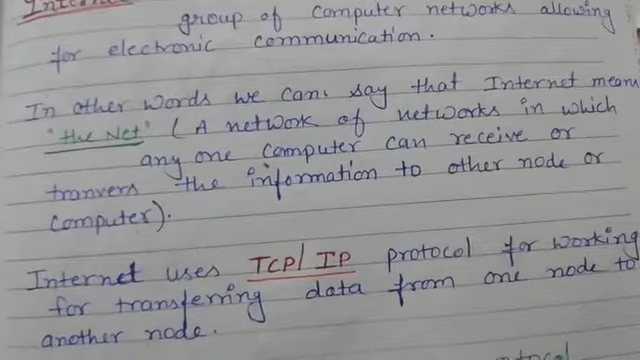 group of computer networks allowing
for electronic communication.
In other words we can say that Internet means
"the Net" (A network of networks in which
any one computer can receive or
tranvers the information to other node or
computer).
Internet uses TCP/IP protocol for working
for transferring data from one node to
another node.